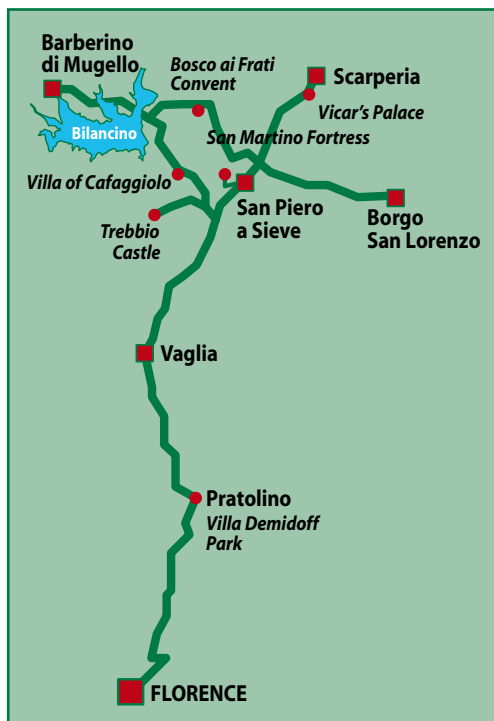 Barberino
di Mugello
Bosco ai Frati
Convent
Scarperia
Vicar's Palace
Bilancino
San Martino Fortress
Villa of Cafaggiolo
San Piero
a Sieve
Borgo
San Lorenzo
Trebbio
Castle
Vaglia
Pratolino
Villa Demidoff
Park
FLORENCE